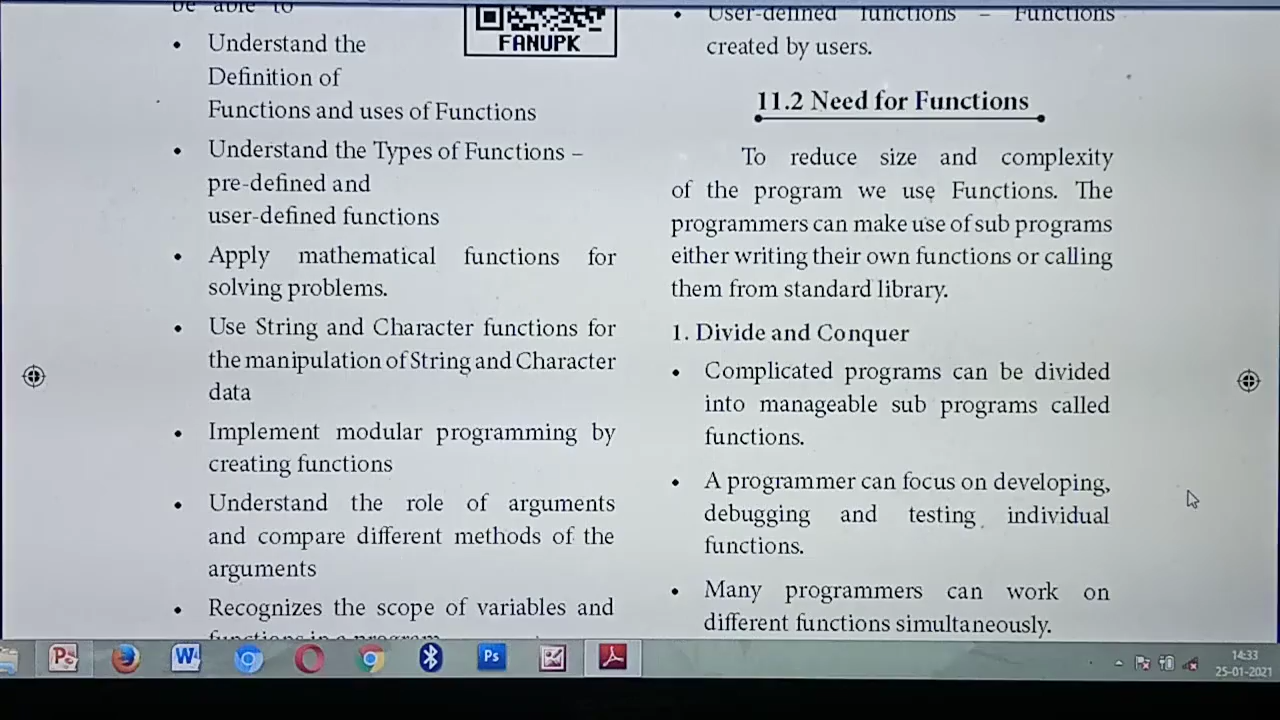 be able to
• Understand the
Definition of
Functions and uses of Functions
• Understand the Types of Functions –
pre-defined and
user-defined functions
• Apply mathematical functions for
solving problems.
• Use String and Character functions for
the manipulation of String and Character
data
• Implement modular programming by
creating functions
• Understand the role of arguments
and compare different methods of the
arguments
• Recognizes the scope of variables and
functions in a program
FANUPK
• User-defined functions – Functions
created by users.
11.2 Need for Functions
To reduce size and complexity
of the program we use Functions. The
programmers can make use of sub programs
either writing their own functions or calling
them from standard library.
1. Divide and Conquer
• Complicated programs can be divided
into manageable sub programs called
functions.
• A programmer can focus on developing,
debugging and testing individual
functions.
• Many programmers can work on
different functions simultaneously.
W
Ps
14:33
25-01-2021